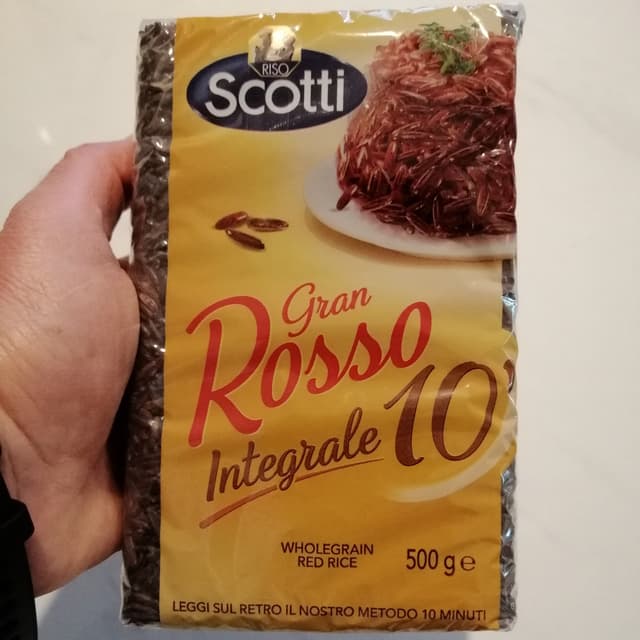 RISO
Scotti
Gran
Rosso
Integrale 10'
WHOLEGRAIN
RED RICE
500 g e
LEGGI SUL RETRO IL NOSTRO METODO 10 MINUTI